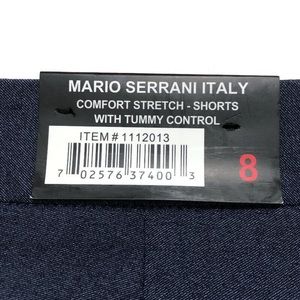 MARIO SERRANI ITALY
COMFORT STRETCH - SHORTS
WITH TUMMY CONTROL
ITEM # 1112013
8
7 02576 37400 3